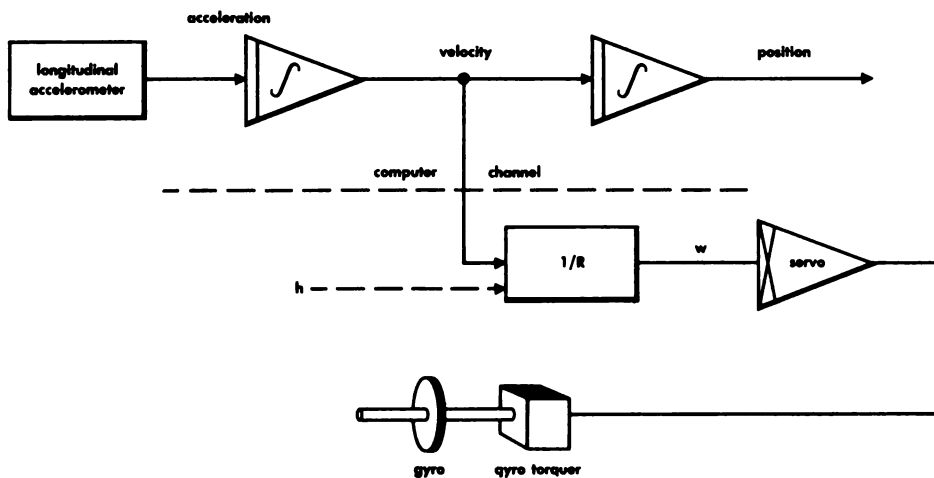 acceleration
longitudinal
accelerometer
velocity
position
computer channel
1/R
w
servo
h
gyro
gyro torquer